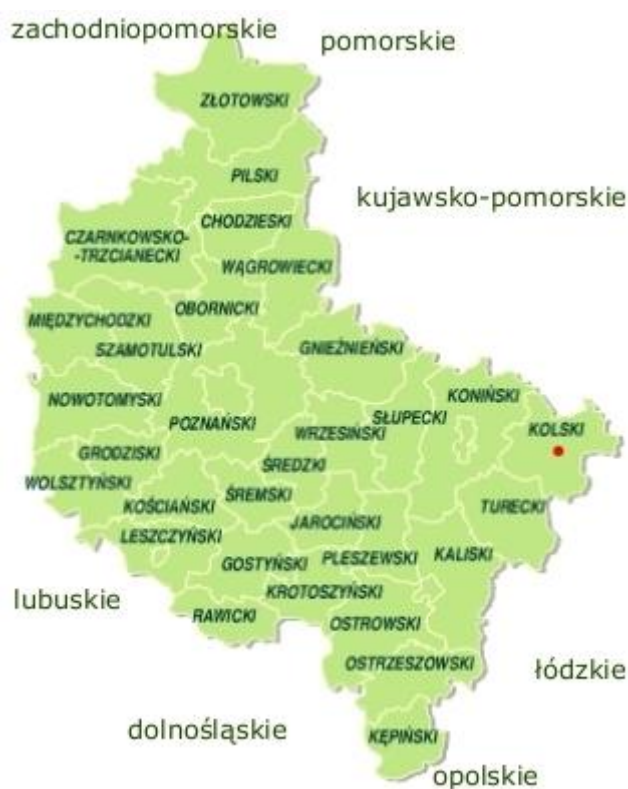 zachodniopomorskie
pomorskie
ZŁOTOWSKI
PILSKI
kujawsko-pomorskie
CHODZIESKI
CZARNKOWSKO-
-TRZCIANECKI
WĄGROWIECKI
OBORNICKI
MIĘDZYCHODZKI
SZAMOTULSKI
GNIEŹNIEŃSKI
NOWOTOMYSKI
KONIŃSKI
SŁUPECKI
POZNAŃSKI
KOLSKI
WRZESIŃSKI
GRODZISKI
ŚREDZKI
WOLSZTYŃSKI
ŚREMSKI
KOŚCIAŃSKI
TURECKI
JAROCIŃSKI
LESZCZYŃSKI
KALISKI
PLESZEWSKI
GOSTYŃSKI
KROTOSZYŃSKI
lubuskie
RAWICKI
OSTROWSKI
OSTRZESZOWSKI
łódzkie
dolnośląskie
KĘPIŃSKI
opolskie